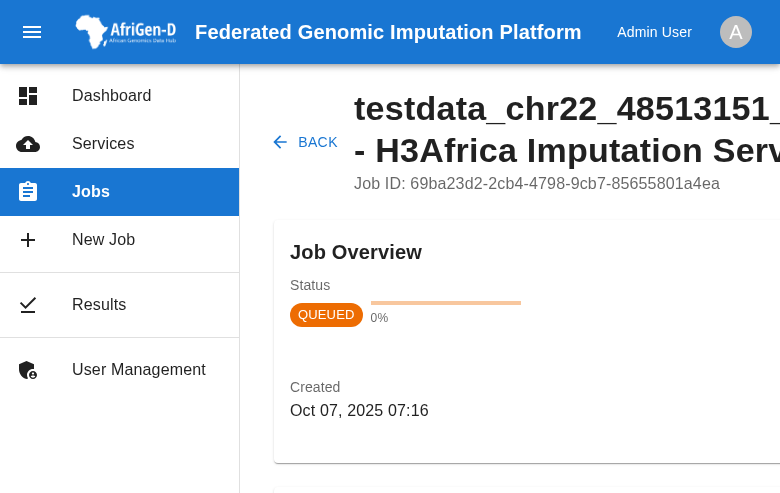 AfriGen-D
African Genomics Data Hub
Federated Genomic Imputation Platform
Admin User
A
Dashboard
Services
Jobs
New Job
Results
User Management
BACK
testdata_chr22_48513151_
- H3Africa Imputation Serv
Job ID: 69ba23d2-2cb4-4798-9cb7-85655801a4ea
Job Overview
Status
QUEUED
0%
Created
Oct 07, 2025 07:16